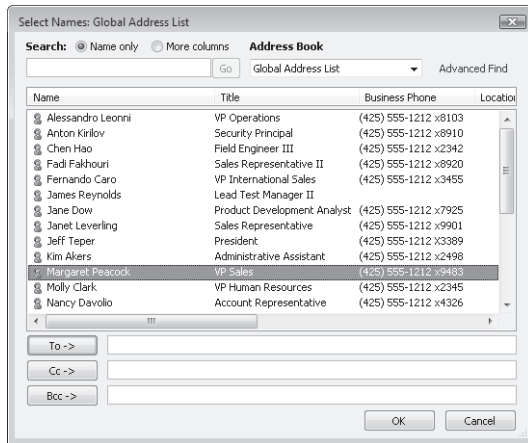 Select Names: Global Address List
Search: Name only More columns Address Book
Go Global Address List Advanced Find
Name Title Business Phone Location
Alessandro Leonni VP Operations (425) 555-1212 x8103
Anton Kirilov Security Principal (425) 555-1212 x8910
Chen Hao Field Engineer III (425) 555-1212 x2342
Fadi Fakhouri Sales Representative II (425) 555-1212 x8920
Fernando Caro VP International Sales (425) 555-1212 x3455
James Reynolds Lead Test Manager II
Jane Dow Product Development Analyst (425) 555-1212 x7925
Janet Leverling Sales Representative (425) 555-1212 x9901
Jeff Teper President (425) 555-1212 X3389
Kim Akers Administrative Assistant (425) 555-1212 x2498
Margaret Peacock VP Sales (425) 555-1212 x9483
Molly Clark VP Human Resources (425) 555-1212 x2345
Nancy Davolio Account Representative (425) 555-1212 x4326
To ->
Cc ->
Bcc ->
OK Cancel